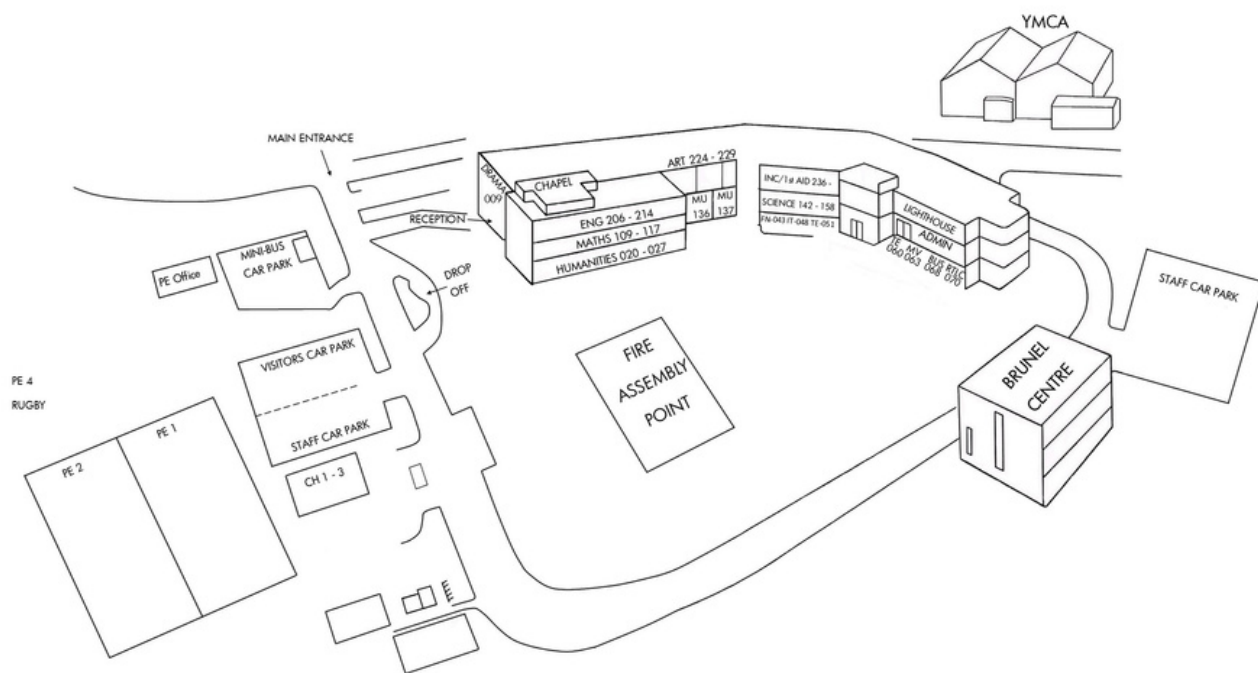 YMCA
MAIN ENTRANCE
DRAMA
009
CHAPEL
ART 224 - 229
MU
136
MU
137
ENG 206 - 214
MATHS 109 - 117
HUMANITIES 020 - 027
RECEPTION
INC/1st AID 236 -
SCIENCE 142 - 158
FN-043 IT-048 TE-051
LIGHTHOUSE
ADMIN
TE
060
MV
063
BUS
068
RTLC
070
MINI-BUS
CAR PARK
PE Office
DROP
OFF
STAFF CAR PARK
VISITORS CAR PARK
STAFF CAR PARK
FIRE
ASSEMBLY
POINT
BRUNEL
CENTRE
PE 4
RUGBY
PE 2
PE 1
CH 1 - 3